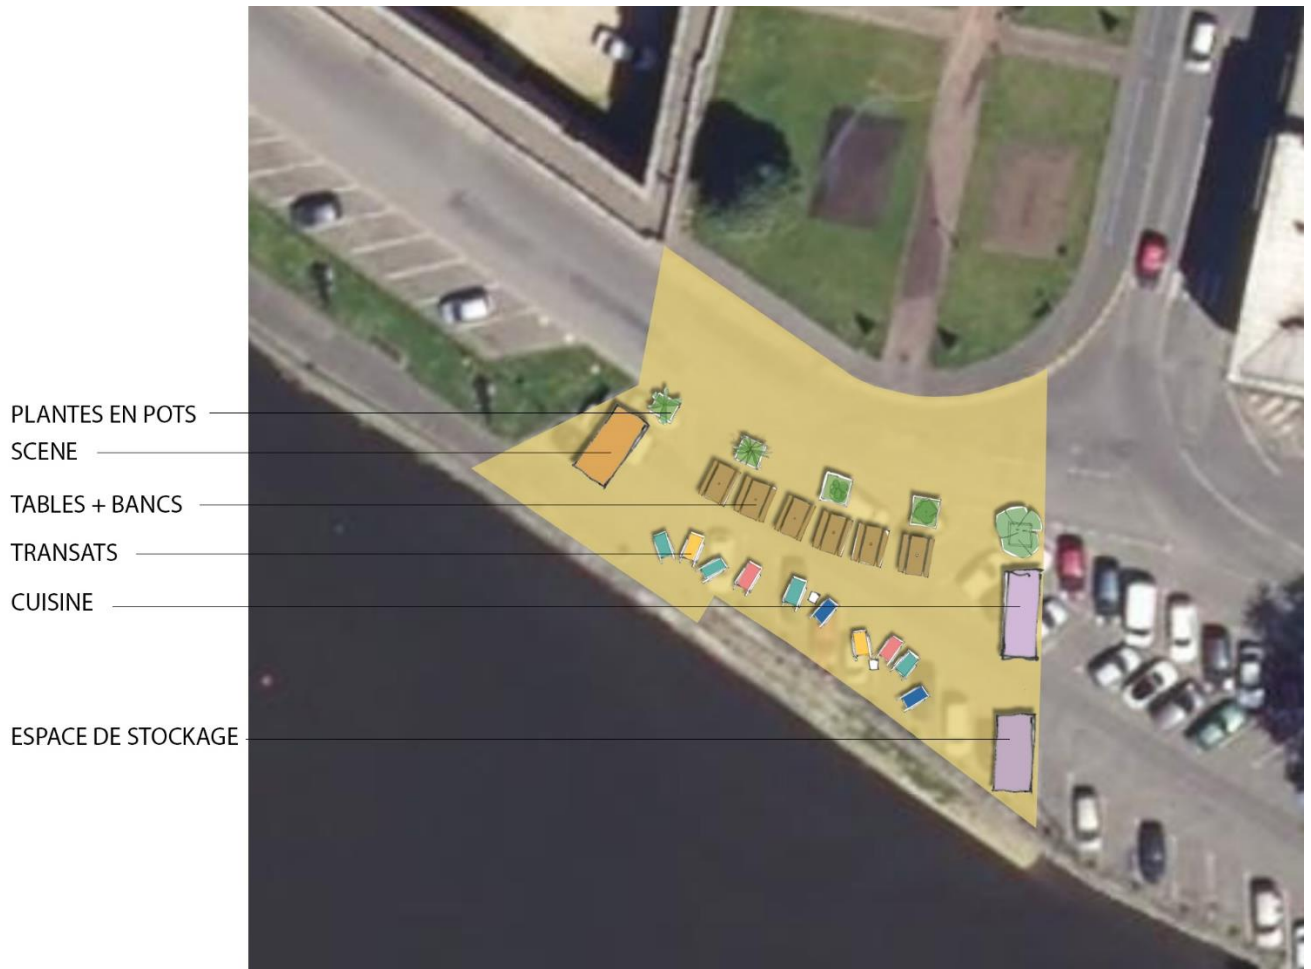 PLANTES EN POTS
SCENE
TABLES + BANCS
TRANSATS
CUISINE
ESPACE DE STOCKAGE